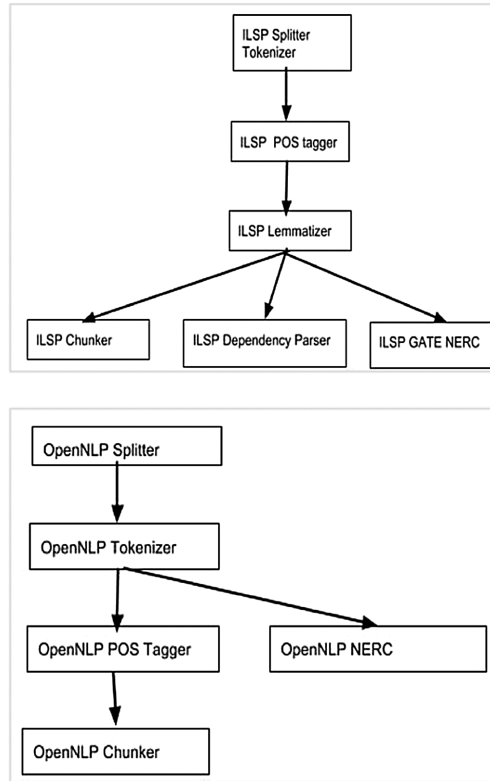 ILSP Splitter
Tokenizer
ILSP POS tagger
ILSP Lemmatizer
ILSP Chunker
ILSP Dependency Parser
ILSP GATE NERC
OpenNLP Splitter
OpenNLP Tokenizer
OpenNLP POS Tagger
OpenNLP NERC
OpenNLP Chunker